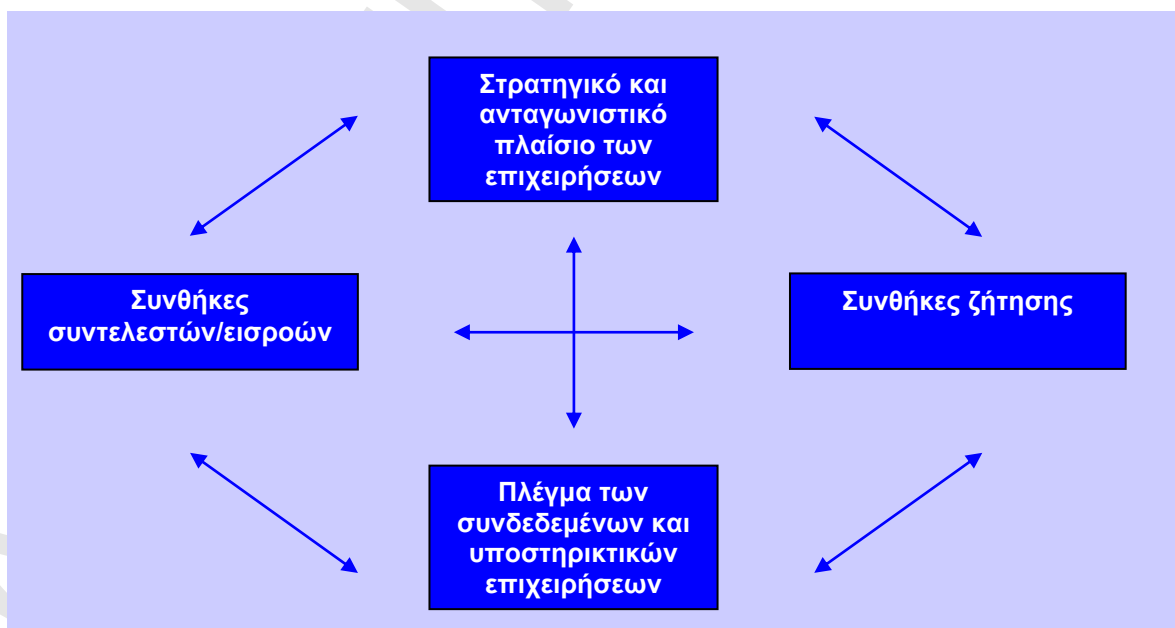 Στρατηγικό και
ανταγωνιστικό
πλαίσιο των
επιχειρήσεων
Συνθήκες
συντελεστών/εισροών
Συνθήκες ζήτησης
Πλέγμα των
συνδεδεμένων και
υποστηρικτικών
επιχειρήσεων